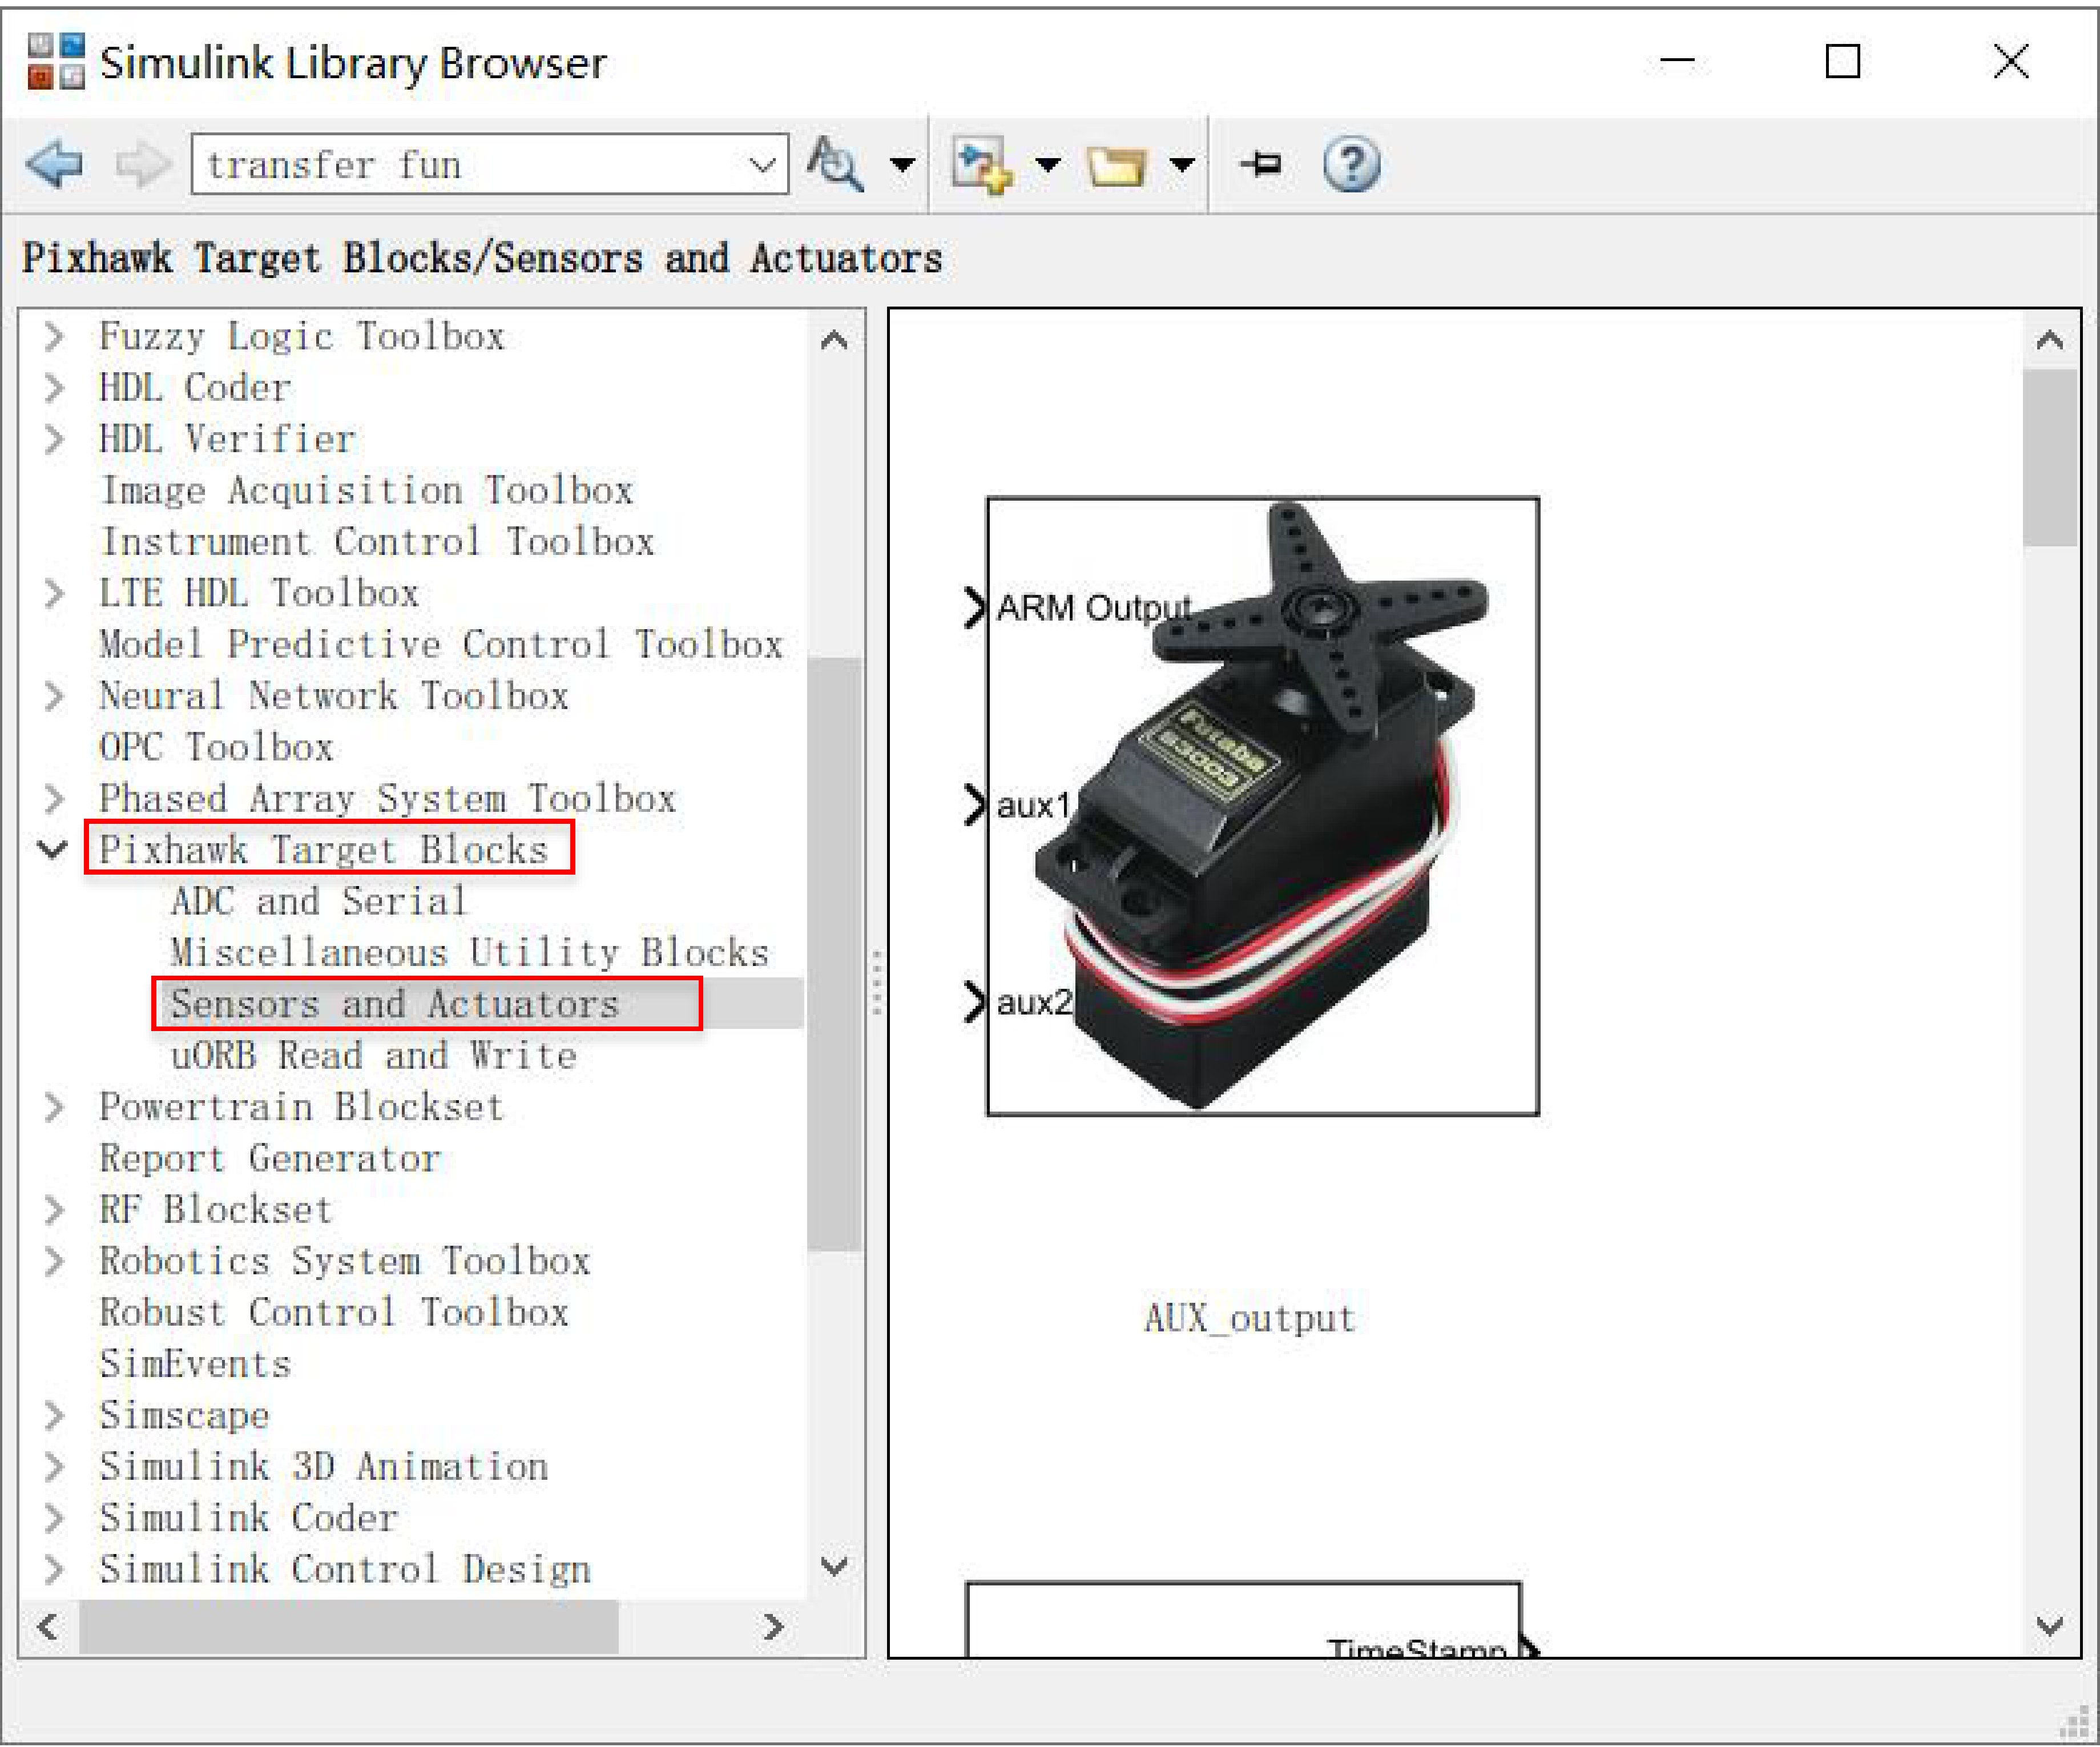 Simulink Library Browser
transfer fun
Pixhawk Target Blocks/Sensors and Actuators
Fuzzy Logic Toolbox
HDL Coder
HDL Verifier
Image Acquisition Toolbox
Instrument Control Toolbox
LTE HDL Toolbox
Model Predictive Control Toolbox
Neural Network Toolbox
OPC Toolbox
Phased Array System Toolbox
Pixhawk Target Blocks
ADC and Serial
Miscellaneous Utility Blocks
Sensors and Actuators
uORB Read and Write
Powertrain Blockset
Report Generator
RF Blockset
Robotics System Toolbox
Robust Control Toolbox
SimEvents
Simscape
Simulink 3D Animation
Simulink Coder
Simulink Control Design
ARM Output
Futaba
S3003
aux1
aux2
AUX_output
TimeStamp